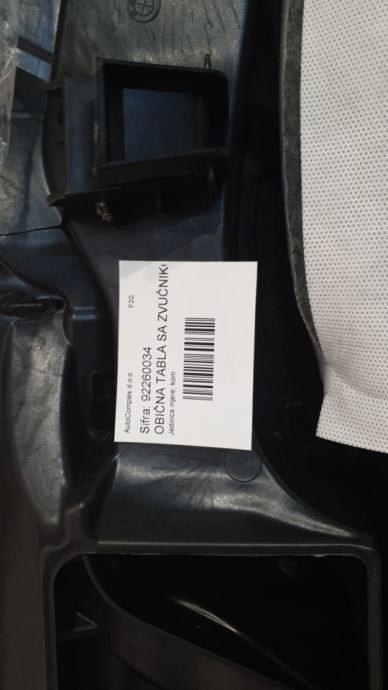 AutoComplex d.o.o. F20
Šifra: 92260034
OBIČNA TABLA SA ZVUČNIK
Jedinica mjere: kom